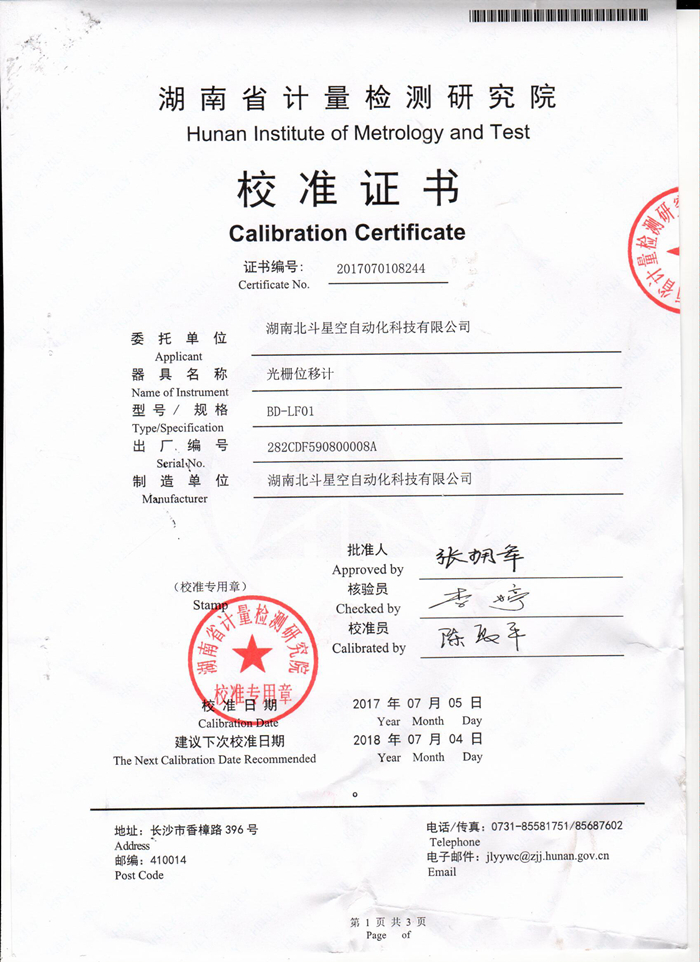 湖南省计量检测研究院
Hunan Institute of Metrology and Test
校准证书
Calibration Certificate
证书编号: 2017070108244
Certificate No.
委托单位 湖南北斗星空自动化科技有限公司
Applicant
器具名称 光栅位移计
Name of Instrument
型号/规格 BD-LF01
Type/Specification
出厂编号 282CDF590800008A
Serial No.
制造单位 湖南北斗星空自动化科技有限公司
Manufacturer
批准人
Approved by
(校准专用章) 核验员
Stamp Checked by 李婷
校准员
Calibrated by
湖南省计量检测研究院
校准专用章
校准日期 2017 年 07 月 05 日
Calibration Date Year Month Day
建议下次校准日期 2018 年 07 月 04 日
The Next Calibration Date Recommended Year Month Day
地址: 长沙市香樟路 396 号 电话/传真: 0731-85581751/85687602
Address Telephone
邮编: 410014 电子邮件: jlyywc@zjj.hunan.gov.cn
Post Code Email
第 1 页 共 3 页
Page of